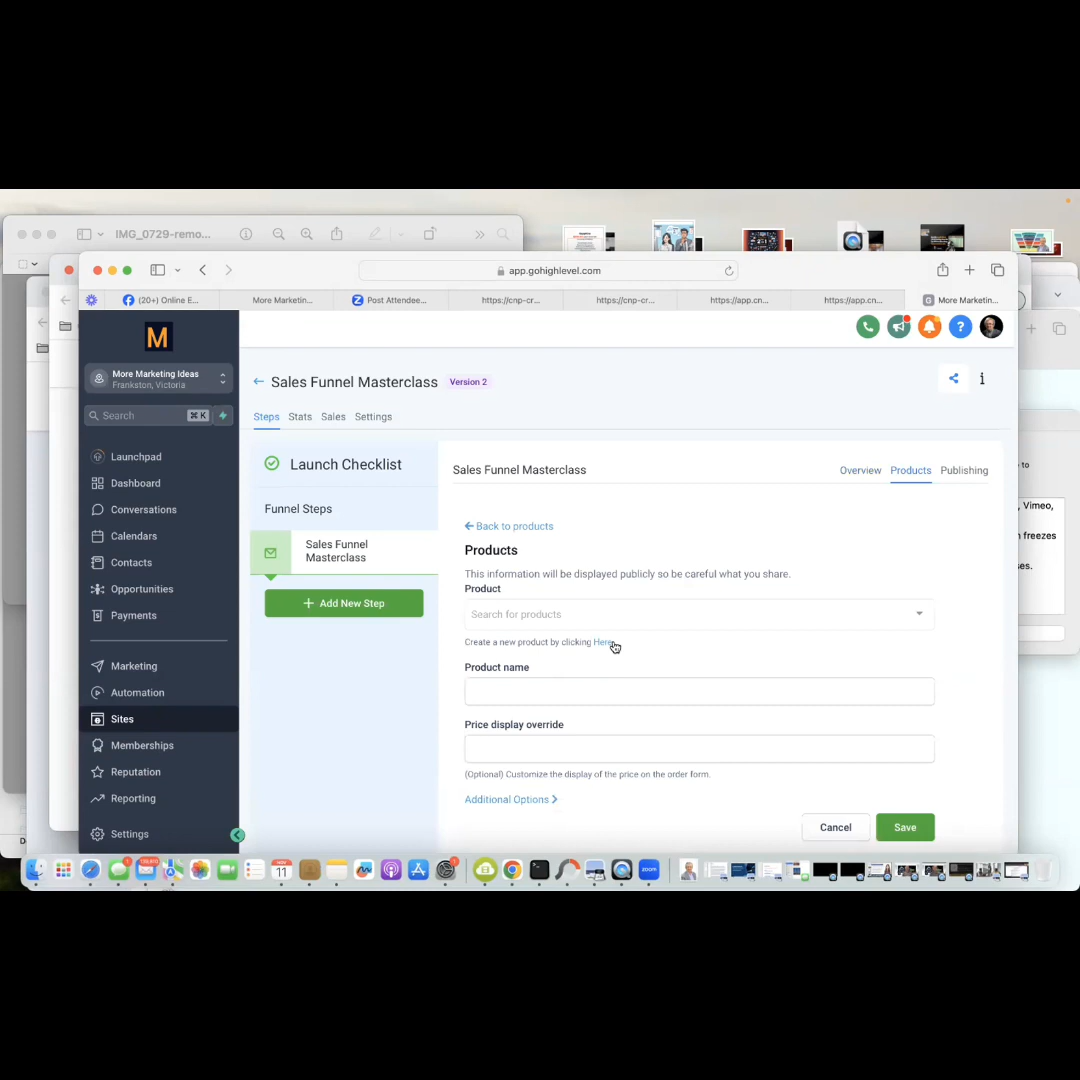 IMG_0729-remo...
app.gohighlevel.com
(20+) Online E...
More Marketin...
Post Attendee...
https://cnp-cr...
https://cnp-cr...
https://app.cn...
https://app.cn...
More Marketin...
M
More Marketing Ideas
Frankston, Victoria
Search
⌘ K
Launchpad
Dashboard
Conversations
Calendars
Contacts
Opportunities
Payments
Marketing
Automation
Sites
Memberships
Reputation
Reporting
Settings
Sales Funnel Masterclass
Version 2
Steps
Stats
Sales
Settings
Launch Checklist
Funnel Steps
Sales Funnel
Masterclass
+ Add New Step
Sales Funnel Masterclass
Overview
Products
Publishing
Back to products
Products
This information will be displayed publicly so be careful what you share.
Product
Search for products
Create a new product by clicking Here
Product name
Price display override
(Optional) Customize the display of the price on the order form.
Additional Options
Cancel
Save
to
, Vimeo,
freezes
es.
11
zoom